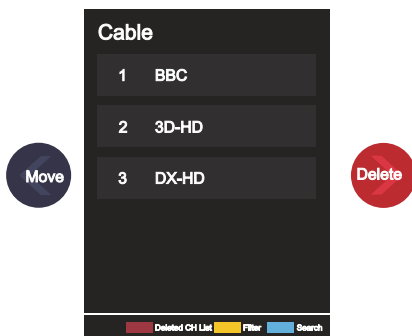 Cable
1 BBC
2 3D-HD
3 DX-HD
Move
Delete
Deleted CH List Filter Search